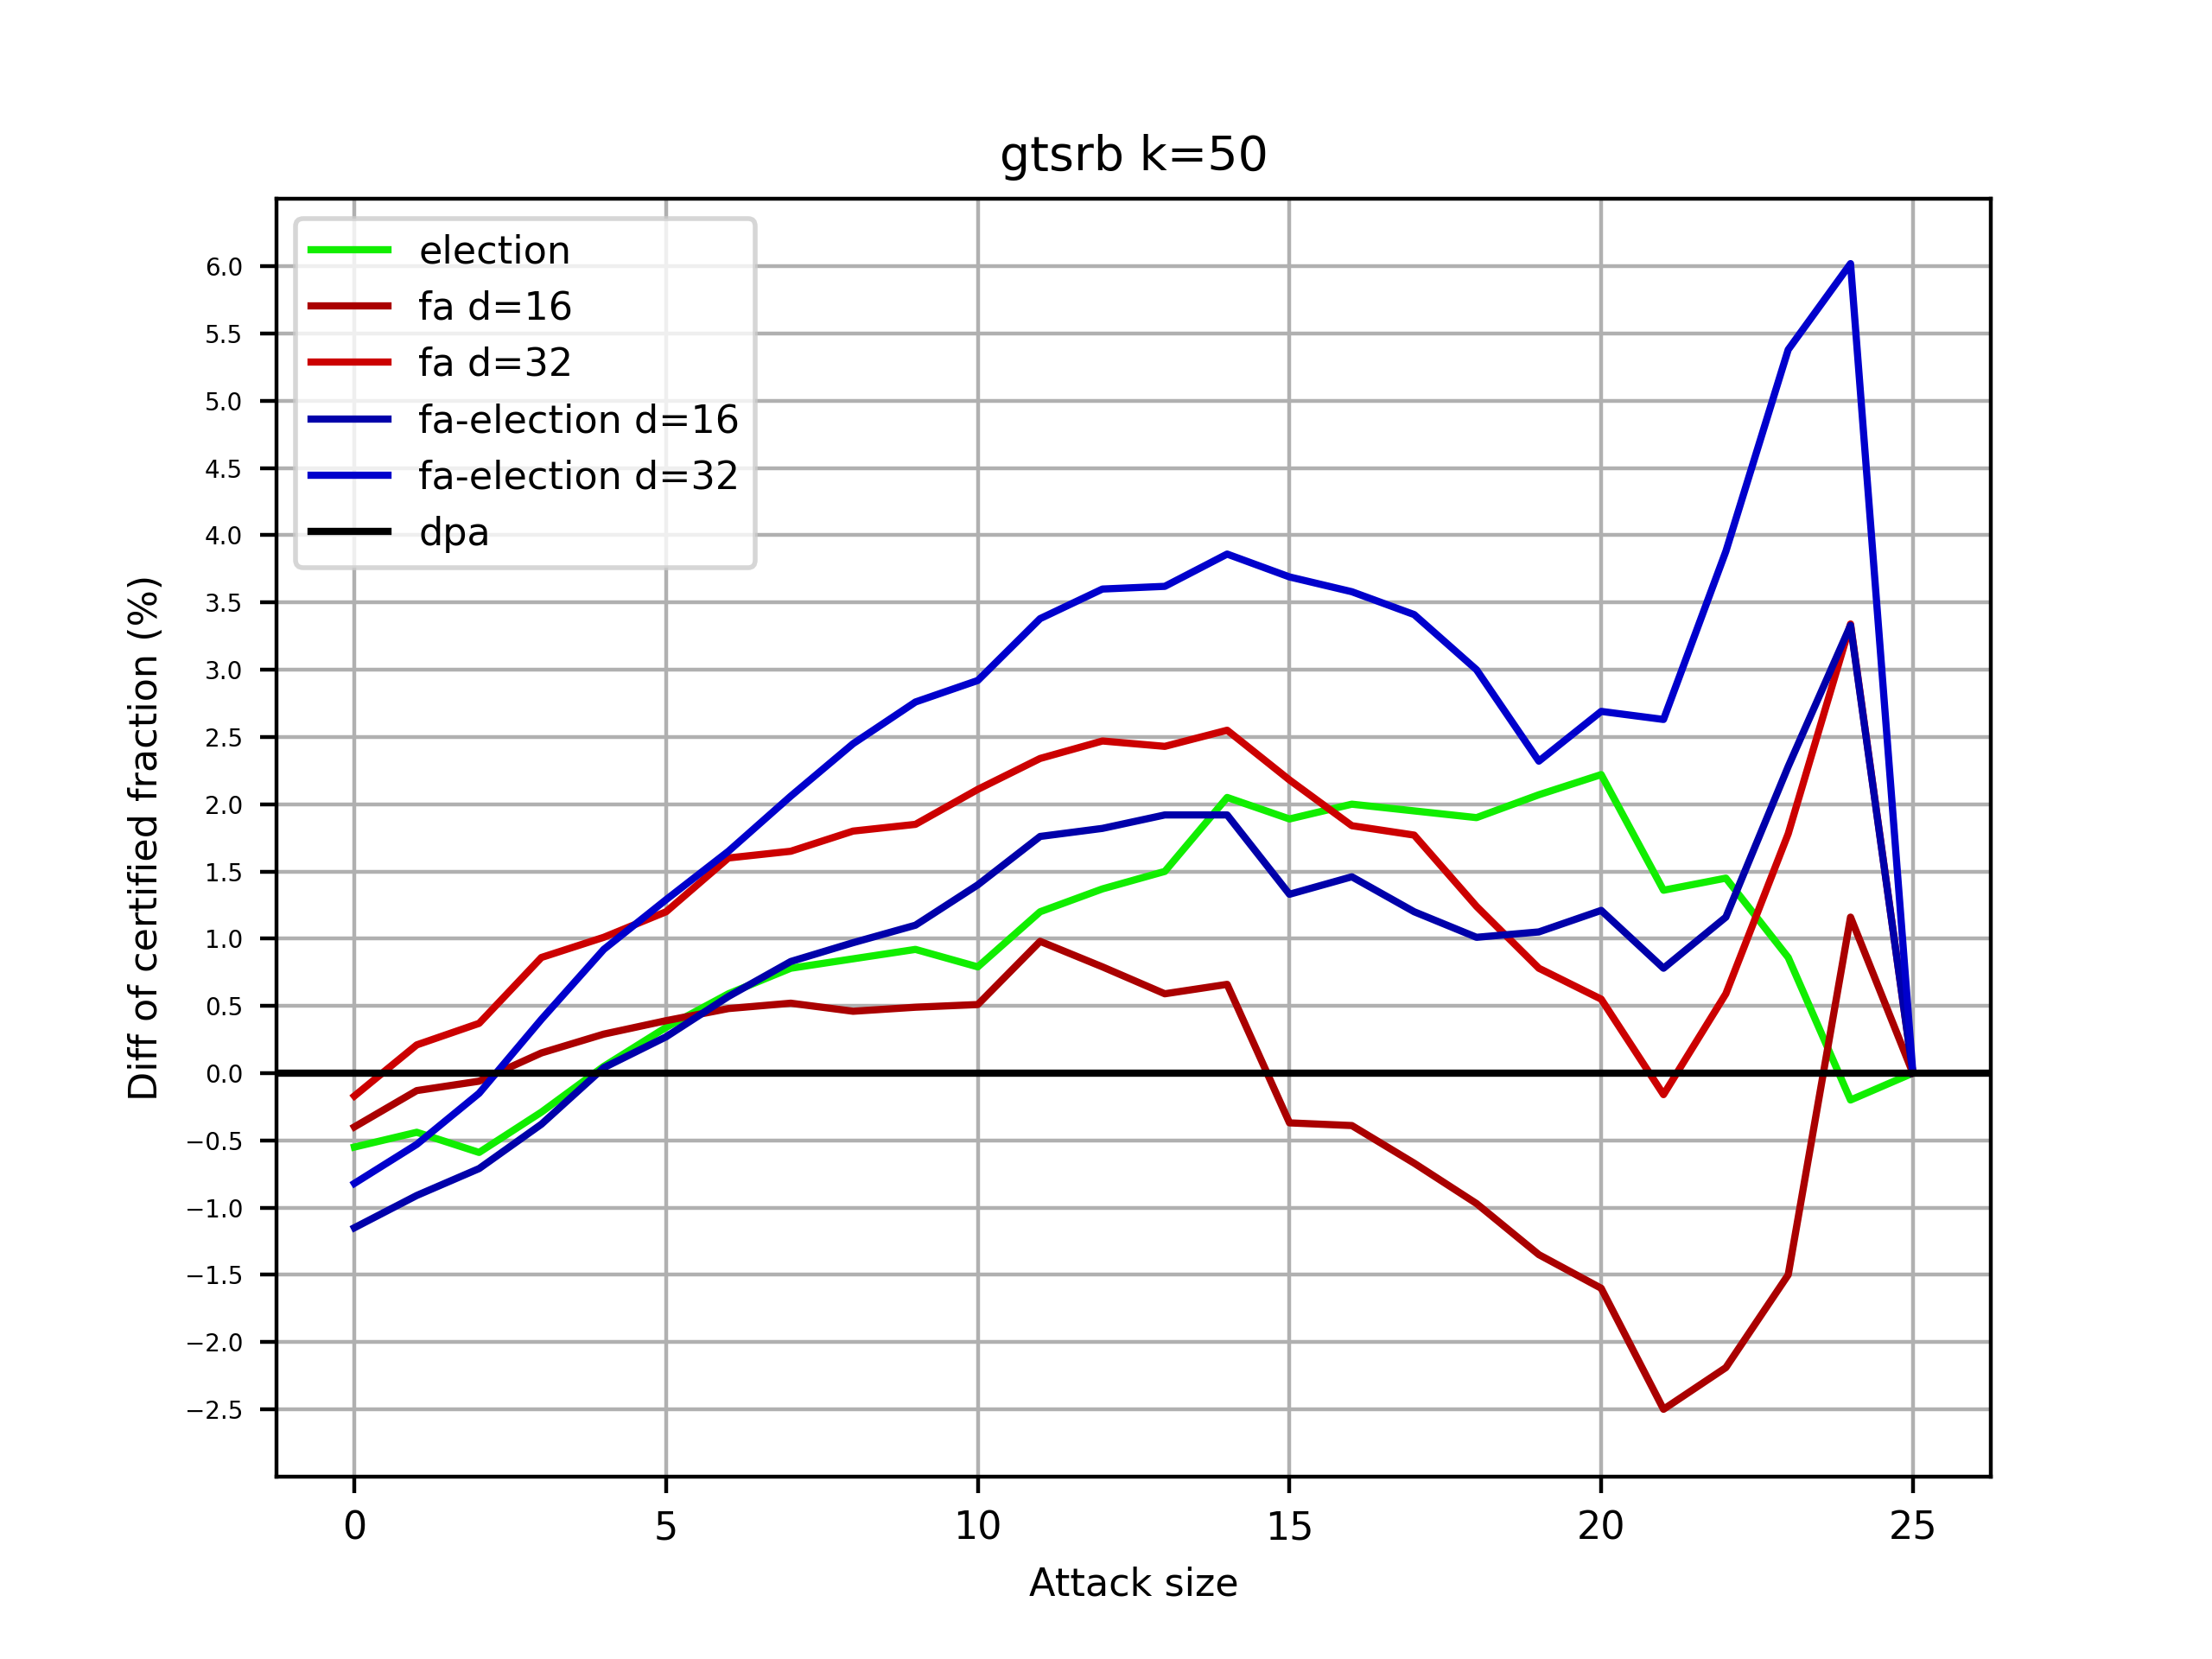 gtsrb k=50
election
fa d=16
fa d=32
fa-election d=16
fa-election d=32
dpa
Diff of certified fraction (%)
6.0
5.5
5.0
4.5
4.0
3.5
3.0
2.5
2.0
1.5
1.0
0.5
0.0
−0.5
−1.0
−1.5
−2.0
−2.5
0 5 10 15 20 25
Attack size